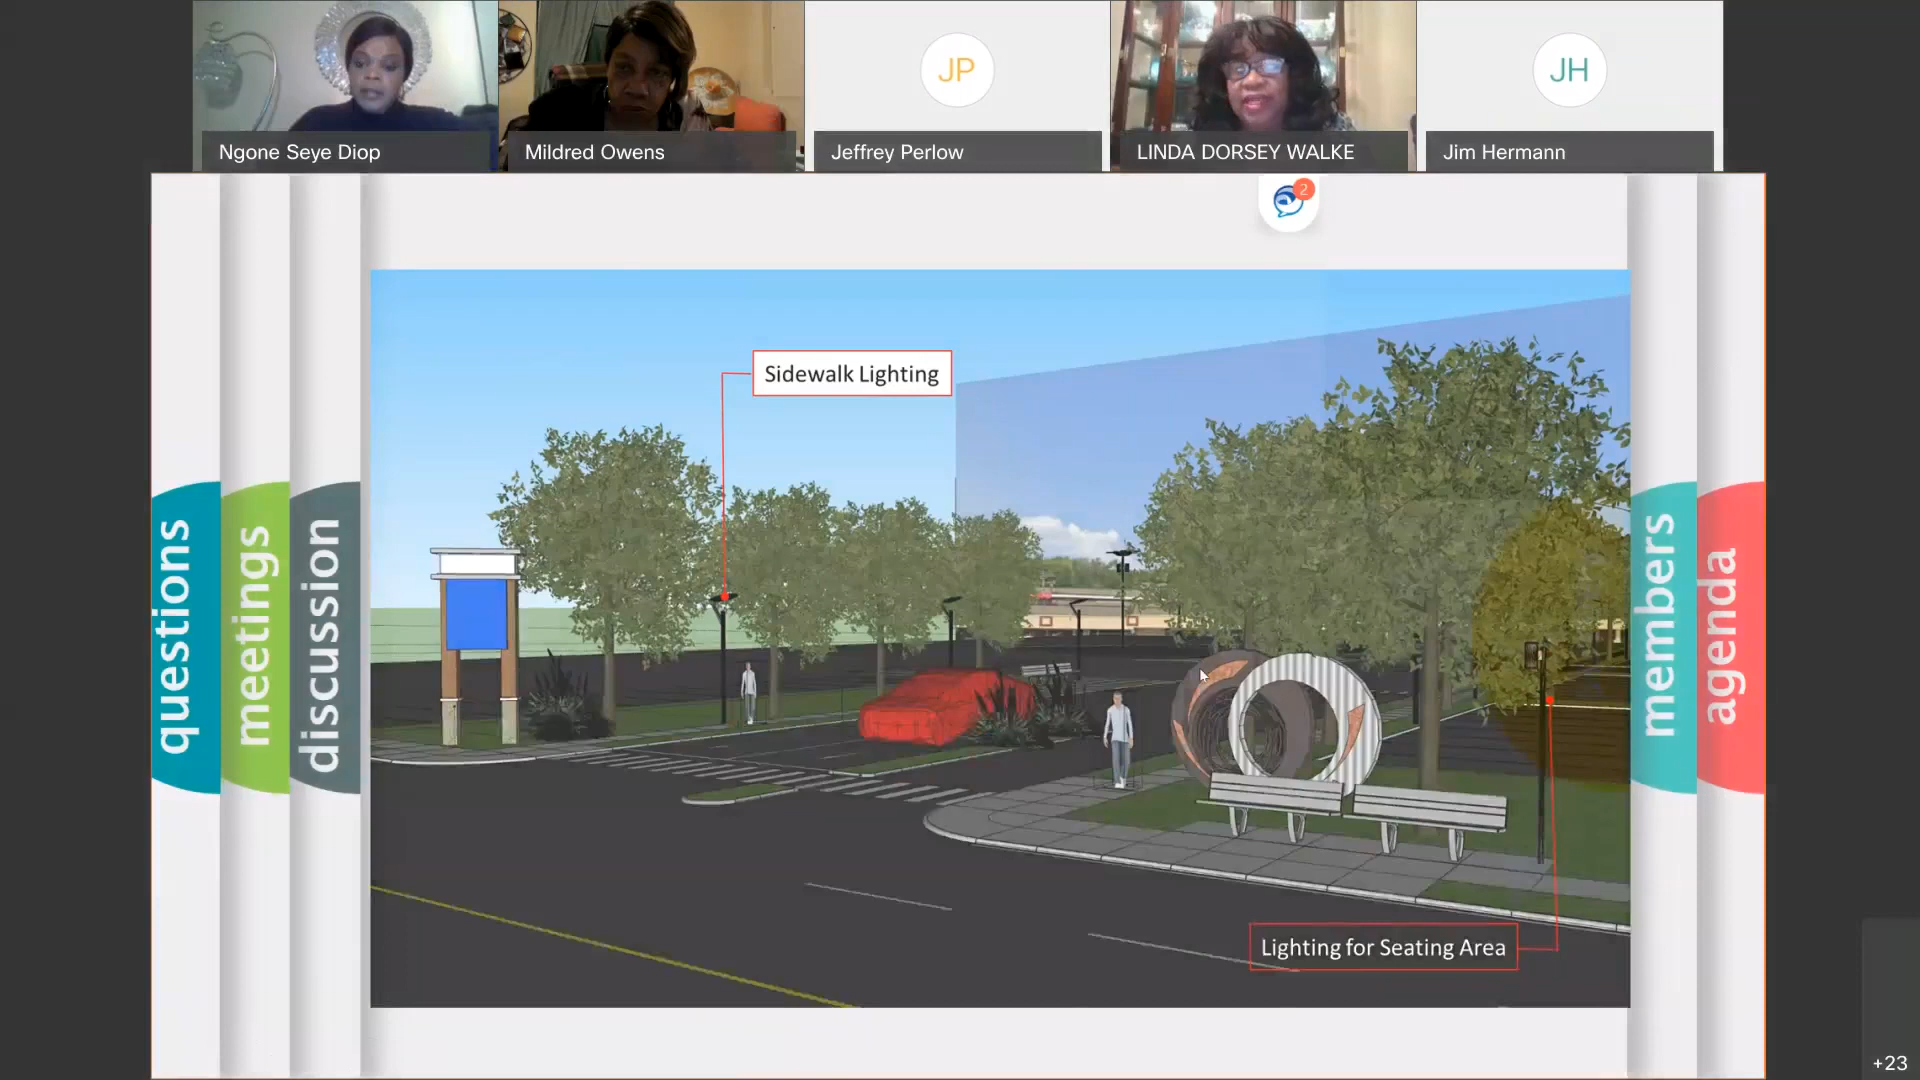 Ngone Seye Diop
Mildred Owens
JP
Jeffrey Perlow
LINDA DORSEY WALKE
JH
Jim Hermann
2
Sidewalk Lighting
questions
meetings
discussion
members
agenda
Lighting for Seating Area
+23